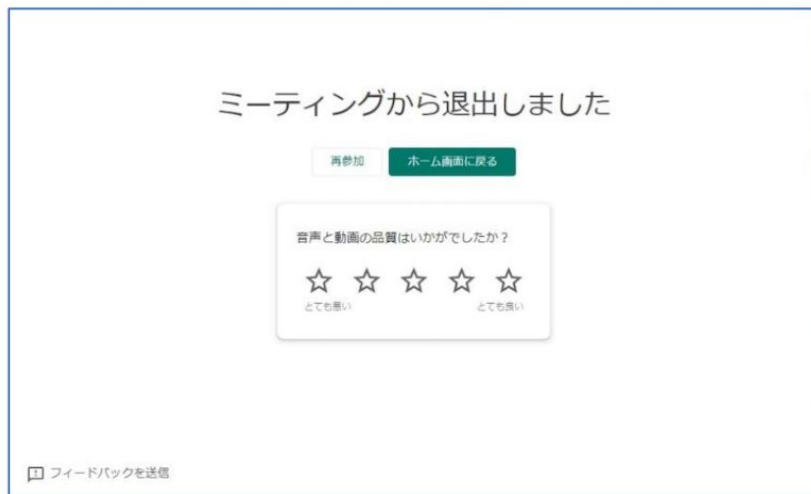 ミーティングから退出しました
再参加 ホーム画面に戻る
音声と動画の品質はいかがでしたか？
とても悪い とても良い
フィードバックを送信